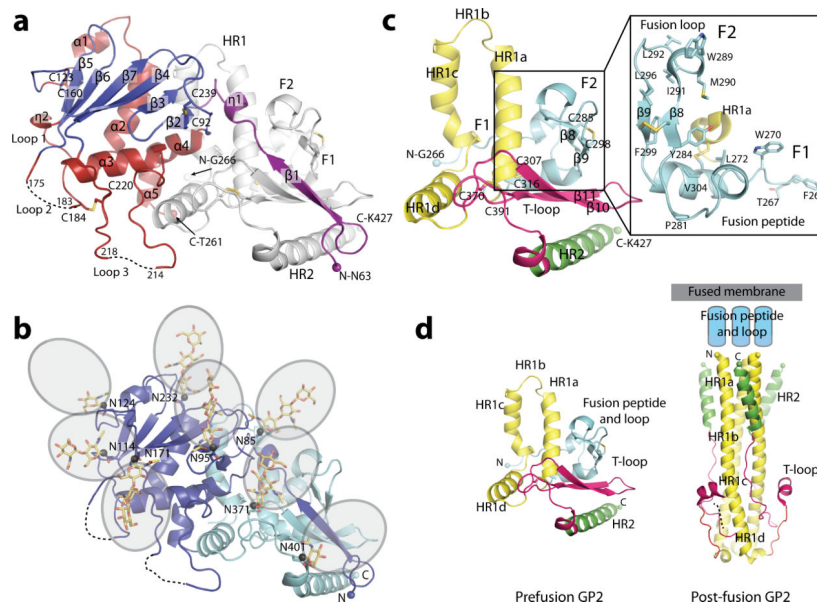 a
HR1
α1
β5
β6
β7
β4
C123
C160
β3
C239
η1
F2
η2
α2
β2
C92
Loop 1
F1
α3
α4
N-G266
β1
175
C220
α5
183
Loop 2
C184
C-T261
C-K427
218
Loop 3
214
HR2
N-N63
c
HR1b
HR1a
HR1c
F2
F1
C285
β8
C298
N-G266
C307
β9
C316
HR1d
C370
C391
β11
T-loop
β10
C-K427
HR2
Fusion loop
F2
L292
W289
L296
I291
M290
β9
β8
HR1a
W270
F299
Y284
L272
F1
V304
T267
P281
Fusion peptide
b
N124
N232
N114
N171
N95
N85
N371
N401
C
N
d
Fused membrane
Fusion peptide
and loop
N
C
HR1b
HR1a
HR1a
HR2
HR1c
Fusion peptide
and loop
HR1b
N
T-loop
HR1c
T-loop
HR1d
C
HR2
HR1d
Prefusion GP2
Post-fusion GP2